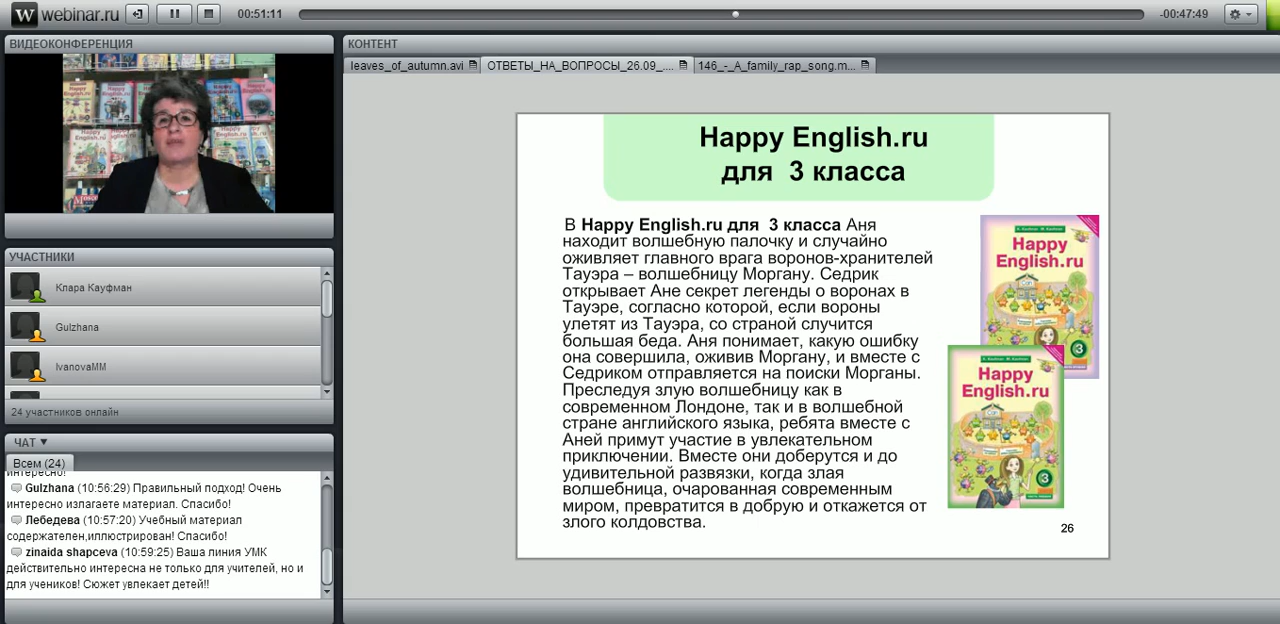 webinar.ru
00:51:11
-00:47:49
ВИДЕОКОНФЕРЕНЦИЯ
УЧАСТНИКИ
Клара Кауфман
Gulzhana
IvanovaMM
24 участников онлайн
ЧАТ
Всем (24)
интересно!
Gulzhana (10:56:29) Правильный подход! Очень
интересно излагаете материал. Спасибо!
Лебедева (10:57:20) Учебный материал
содержателен,иллюстрирован! Спасибо!
zinaida shapceva (10:59:25) Ваша линия УМК
действительно интересна не только для учителей, но и
для учеников! Сюжет увлекает детей!!
КОНТЕНТ
leaves_of_autumn.avi
ОТВЕТЫ_НА_ВОПРОСЫ_26.09_....
146_-_A_family_rap_song.m...
Happy English.ru
для 3 класса
В Happy English.ru для 3 класса Аня
находит волшебную палочку и случайно
оживляет главного врага воронов-хранителей
Тауэра – волшебницу Моргану. Седрик
открывает Ане секрет легенды о воронах в
Тауэре, согласно которой, если вороны
улетят из Тауэра, со страной случится
большая беда. Аня понимает, какую ошибку
она совершила, оживив Моргану, и вместе с
Седриком отправляется на поиски Морганы.
Преследуя злую волшебницу как в
современном Лондоне, так и в волшебной
стране английского языка, ребята вместе с
Аней примут участие в увлекательном
приключении. Вместе они доберутся и до
удивительной развязки, когда злая
волшебница, очарованная современным
миром, превратится в добрую и откажется от
злого колдовства.
Happy
English.ru
3
Happy
English.ru
3
26